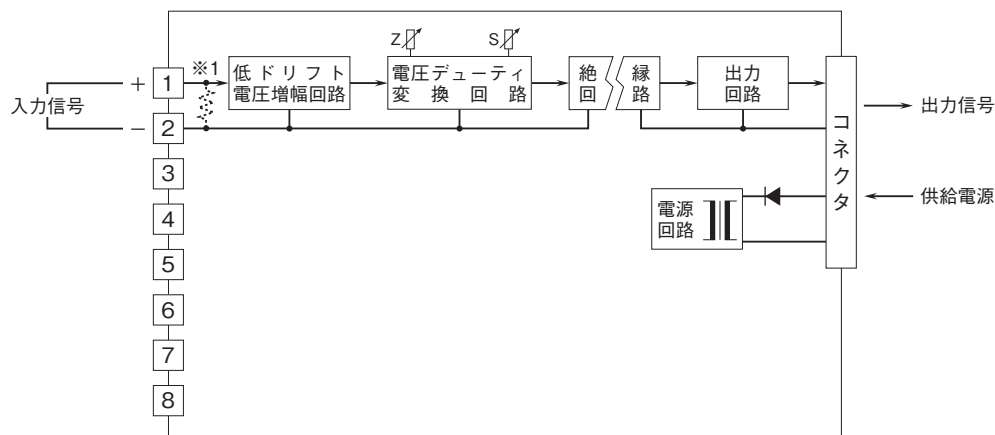 Z
S
※1
+
1
低ドリフト
電圧増幅回路
電圧デューティ
変換回路
絶
回
縁
路
出力
回路
入力信号
−
2
出力信号
コネクタ
3
4
供給電源
電源
回路
5
6
7
8